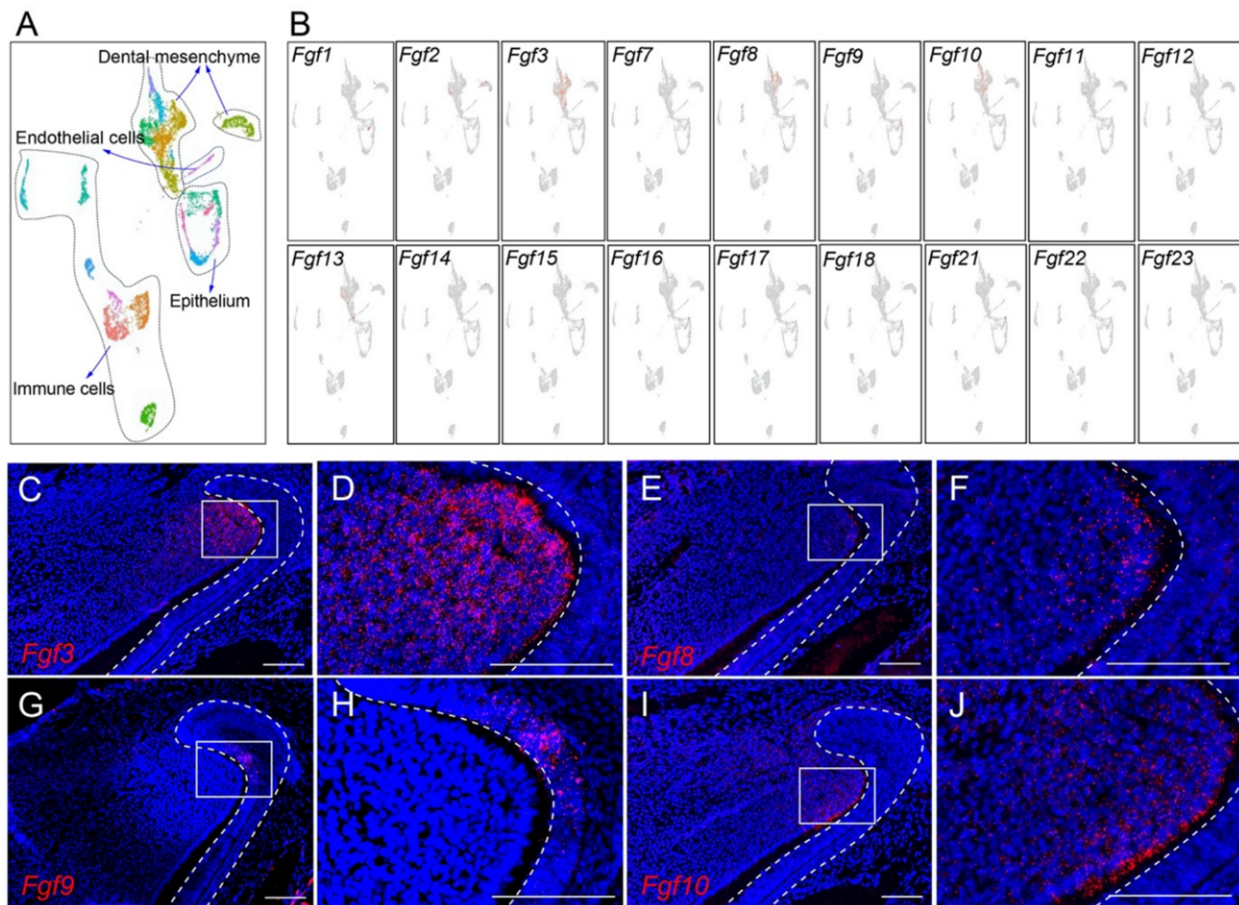 A
Dental mesenchyme
Endothelial cells
Epithelium
Immune cells
B
Fgf1
Fgf2
Fgf3
Fgf7
Fgf8
Fgf9
Fgf10
Fgf11
Fgf12
Fgf13
Fgf14
Fgf15
Fgf16
Fgf17
Fgf18
Fgf21
Fgf22
Fgf23
C
Fgf3
D
E
Fgf8
F
G
Fgf9
H
I
Fgf10
J